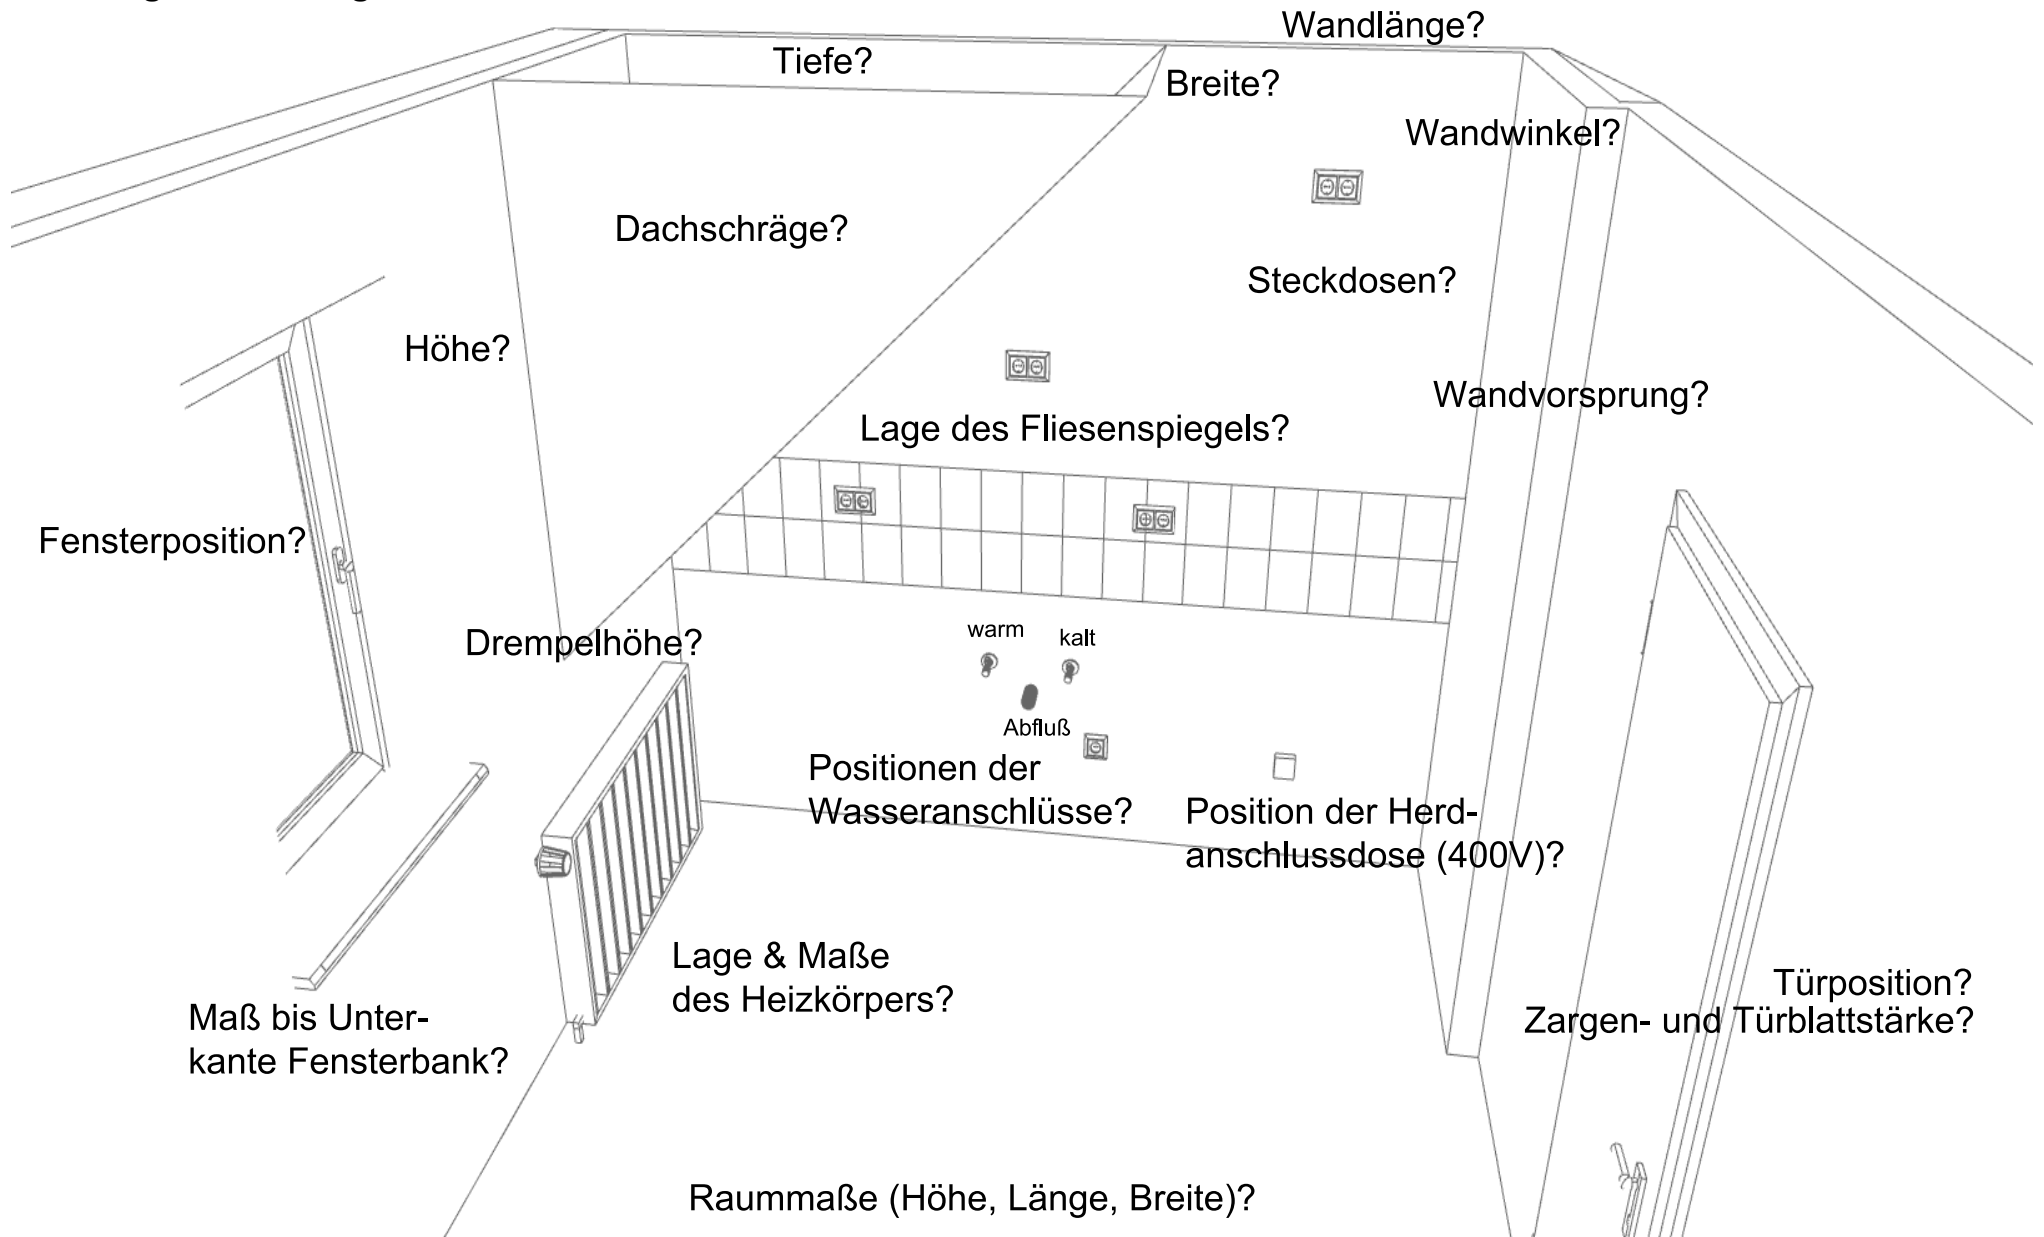 Wandlänge?
Tiefe?
Breite?
Wandwinkel?
Dachschräge?
Steckdosen?
Höhe?
Wandvorsprung?
Lage des Fliesenspiegels?
Fensterposition?
Drempelhöhe?
warm
kalt
Abfluß
Positionen der
Wasseranschlüsse?
Position der Herd-
anschlussdose (400V)?
Lage & Maße
des Heizkörpers?
Maß bis Unter-
kante Fensterbank?
Türposition?
Zargen- und Türblattstärke?
Raummaße (Höhe, Länge, Breite)?